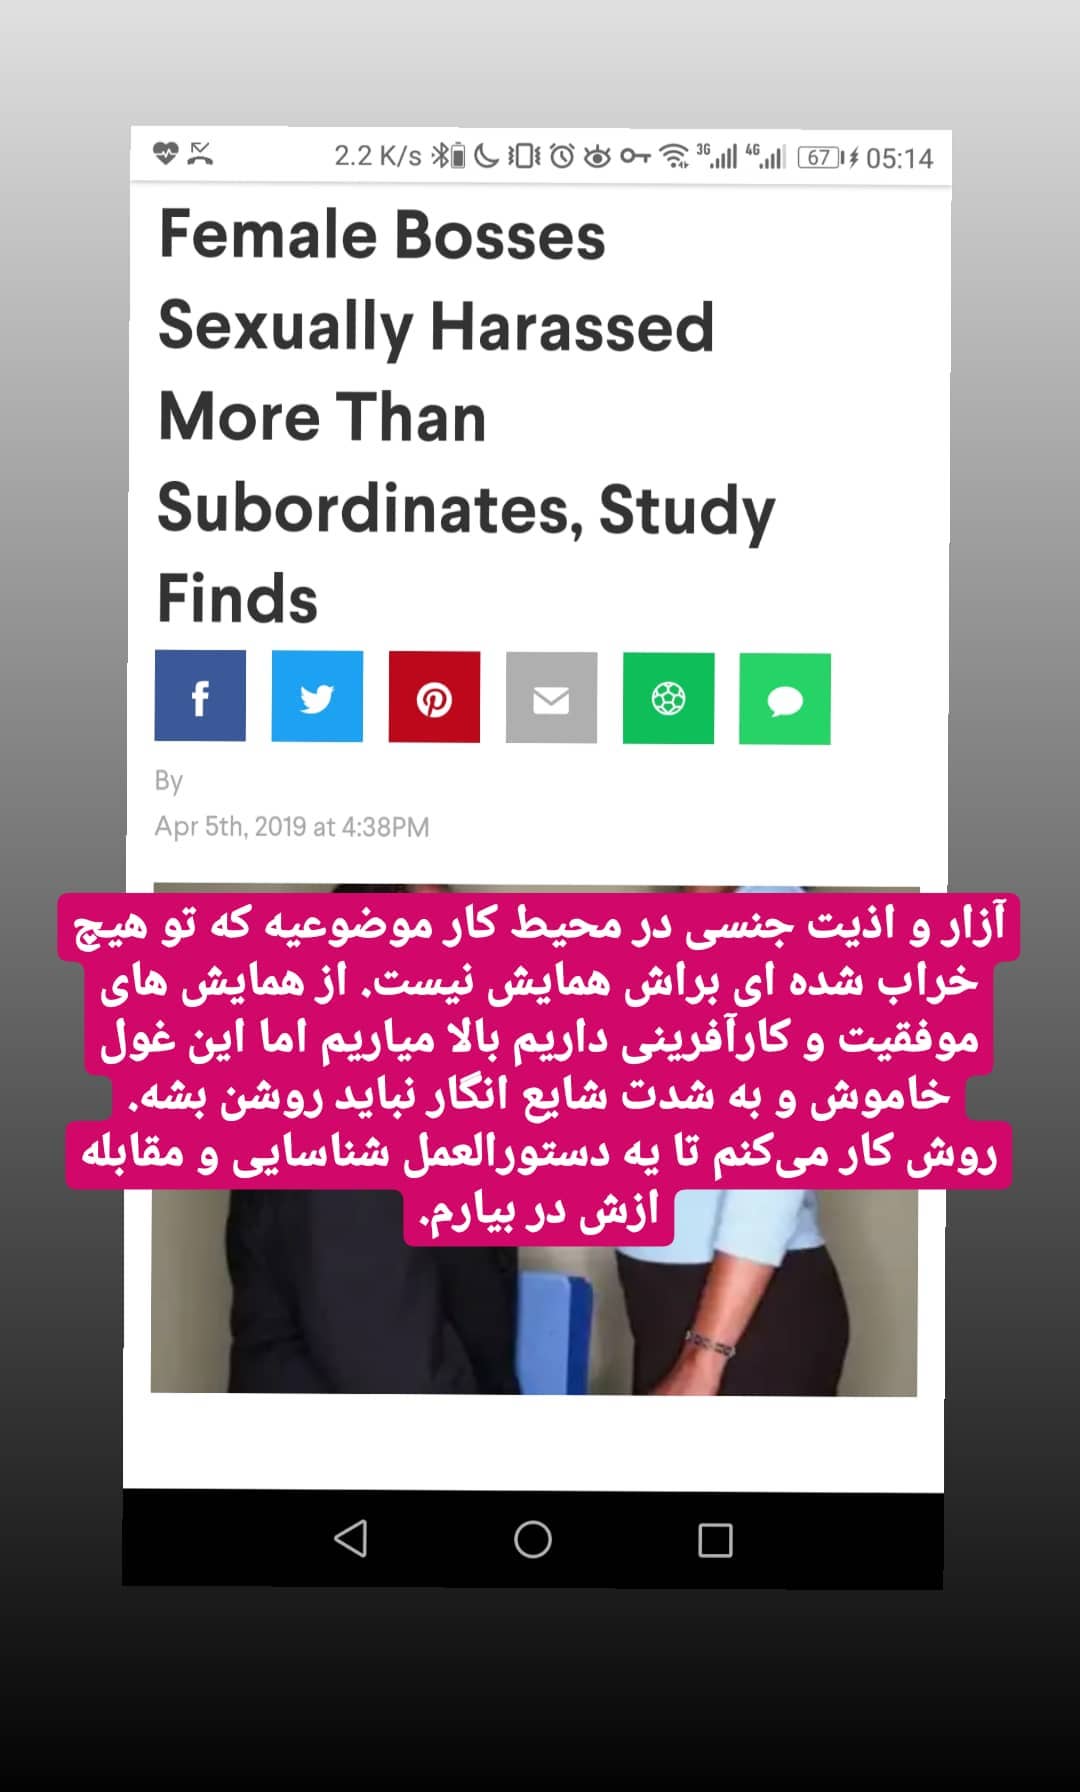 2.2 K/s 3G 4G 67 05:14
Female Bosses
Sexually Harassed
More Than
Subordinates, Study
Finds
f
By
Apr 5th, 2019 at 4:38PM
آزار و اذیت جنسی در محیط کار موضوعیه که تو هیچ
خراب شده ای براش همایش نیست. از همایش های
موفقیت و کارآفرینی داریم بالا میاریم اما این غول
خاموش و به شدت شایع انگار نباید روشن بشه.
روش کار می‌کنم تا یه دستورالعمل شناسایی و مقابله
ازش در بیارم.